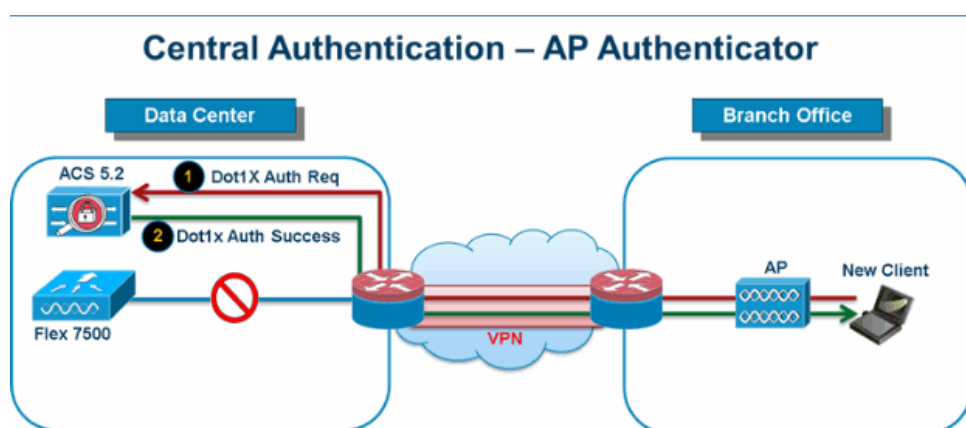 Central Authentication – AP Authenticator
Data Center
Branch Office
ACS 5.2
1 Dot1X Auth Req
2 Dot1x Auth Success
AP
New Client
Flex 7500
VPN